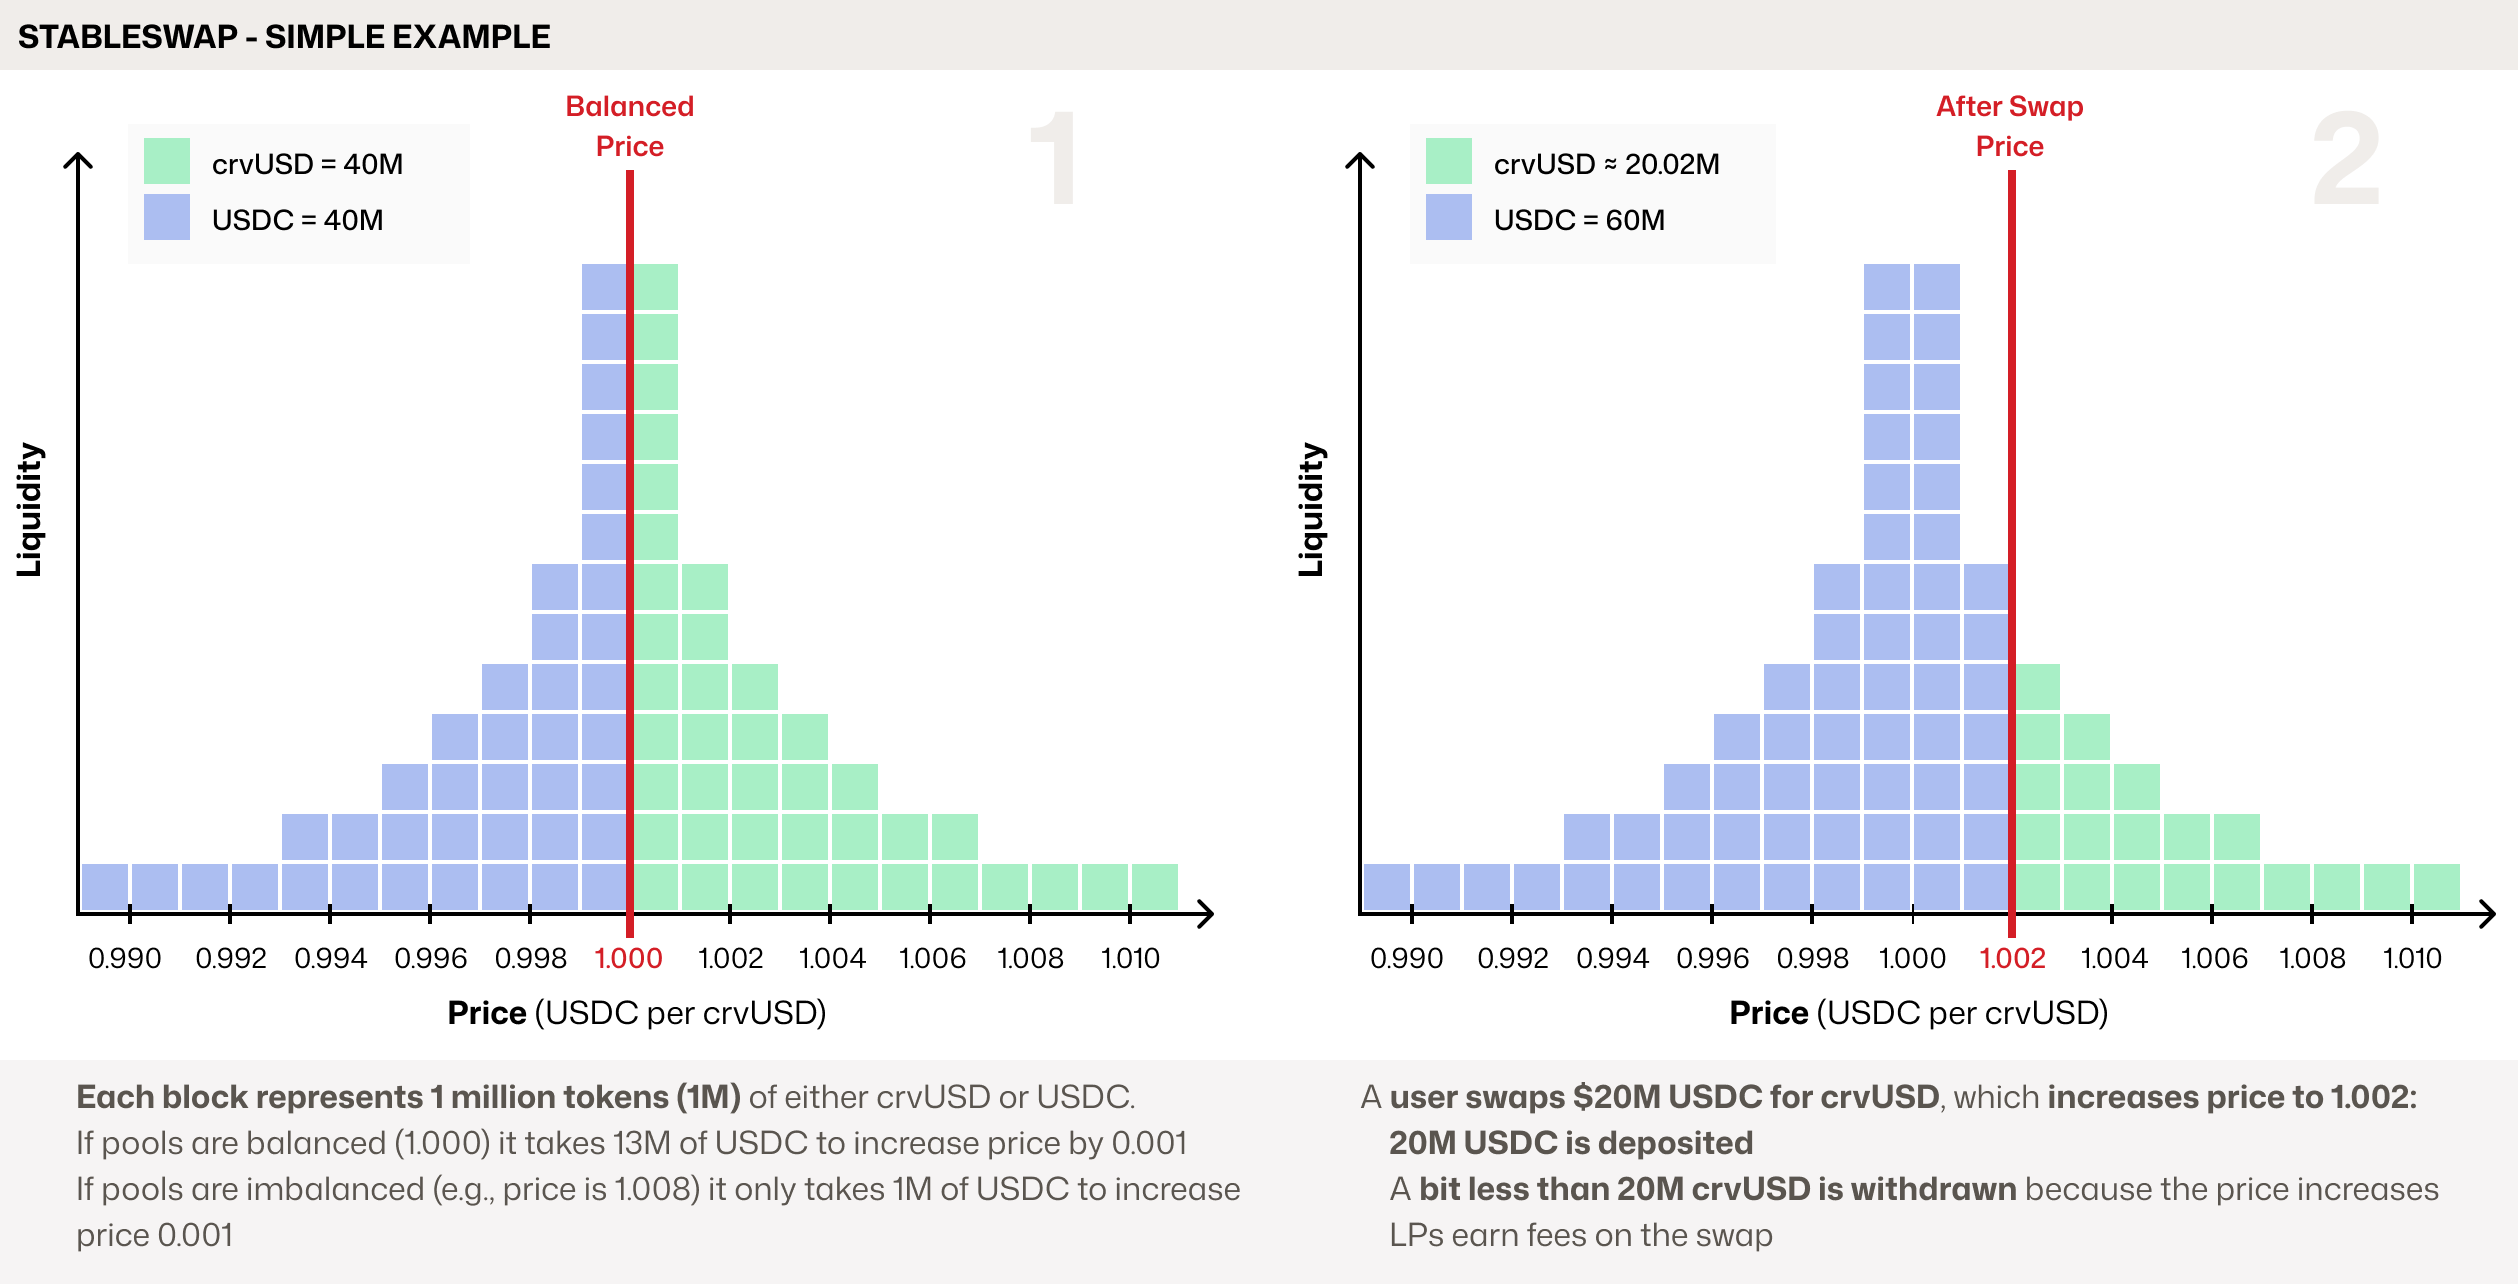 STABLESWAP - SIMPLE EXAMPLE
1
Balanced
Price
crvUSD = 40M
USDC = 40M
Liquidity
0.990 0.992 0.994 0.996 0.998 1.000 1.002 1.004 1.006 1.008 1.010
Price (USDC per crvUSD)
Each block represents 1 million tokens (1M) of either crvUSD or USDC.
If pools are balanced (1.000) it takes 13M of USDC to increase price by 0.001
If pools are imbalanced (e.g., price is 1.008) it only takes 1M of USDC to increase
price 0.001
2
After Swap
Price
crvUSD ≈ 20.02M
USDC = 60M
Liquidity
0.990 0.992 0.994 0.996 0.998 1.000 1.002 1.004 1.006 1.008 1.010
Price (USDC per crvUSD)
A user swaps $20M USDC for crvUSD, which increases price to 1.002:
20M USDC is deposited
A bit less than 20M crvUSD is withdrawn because the price increases
LPs earn fees on the swap